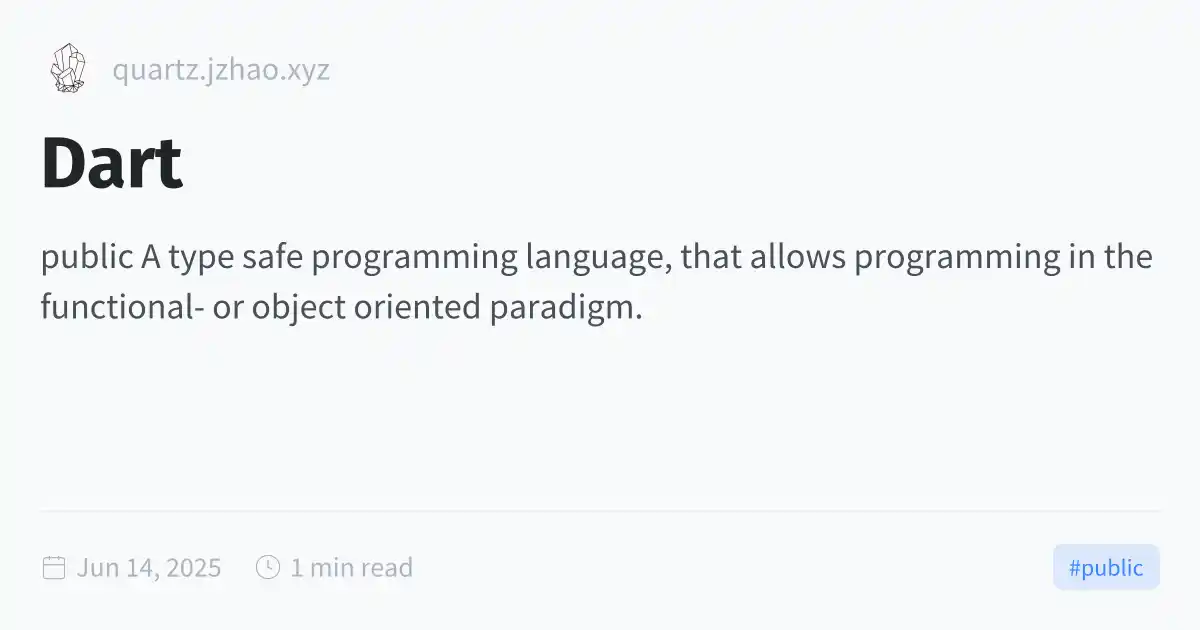 quartz.jzhao.xyz
Dart
public A type safe programming language, that allows programming in the
functional- or object oriented paradigm.
Jun 14, 2025
1 min read
#public